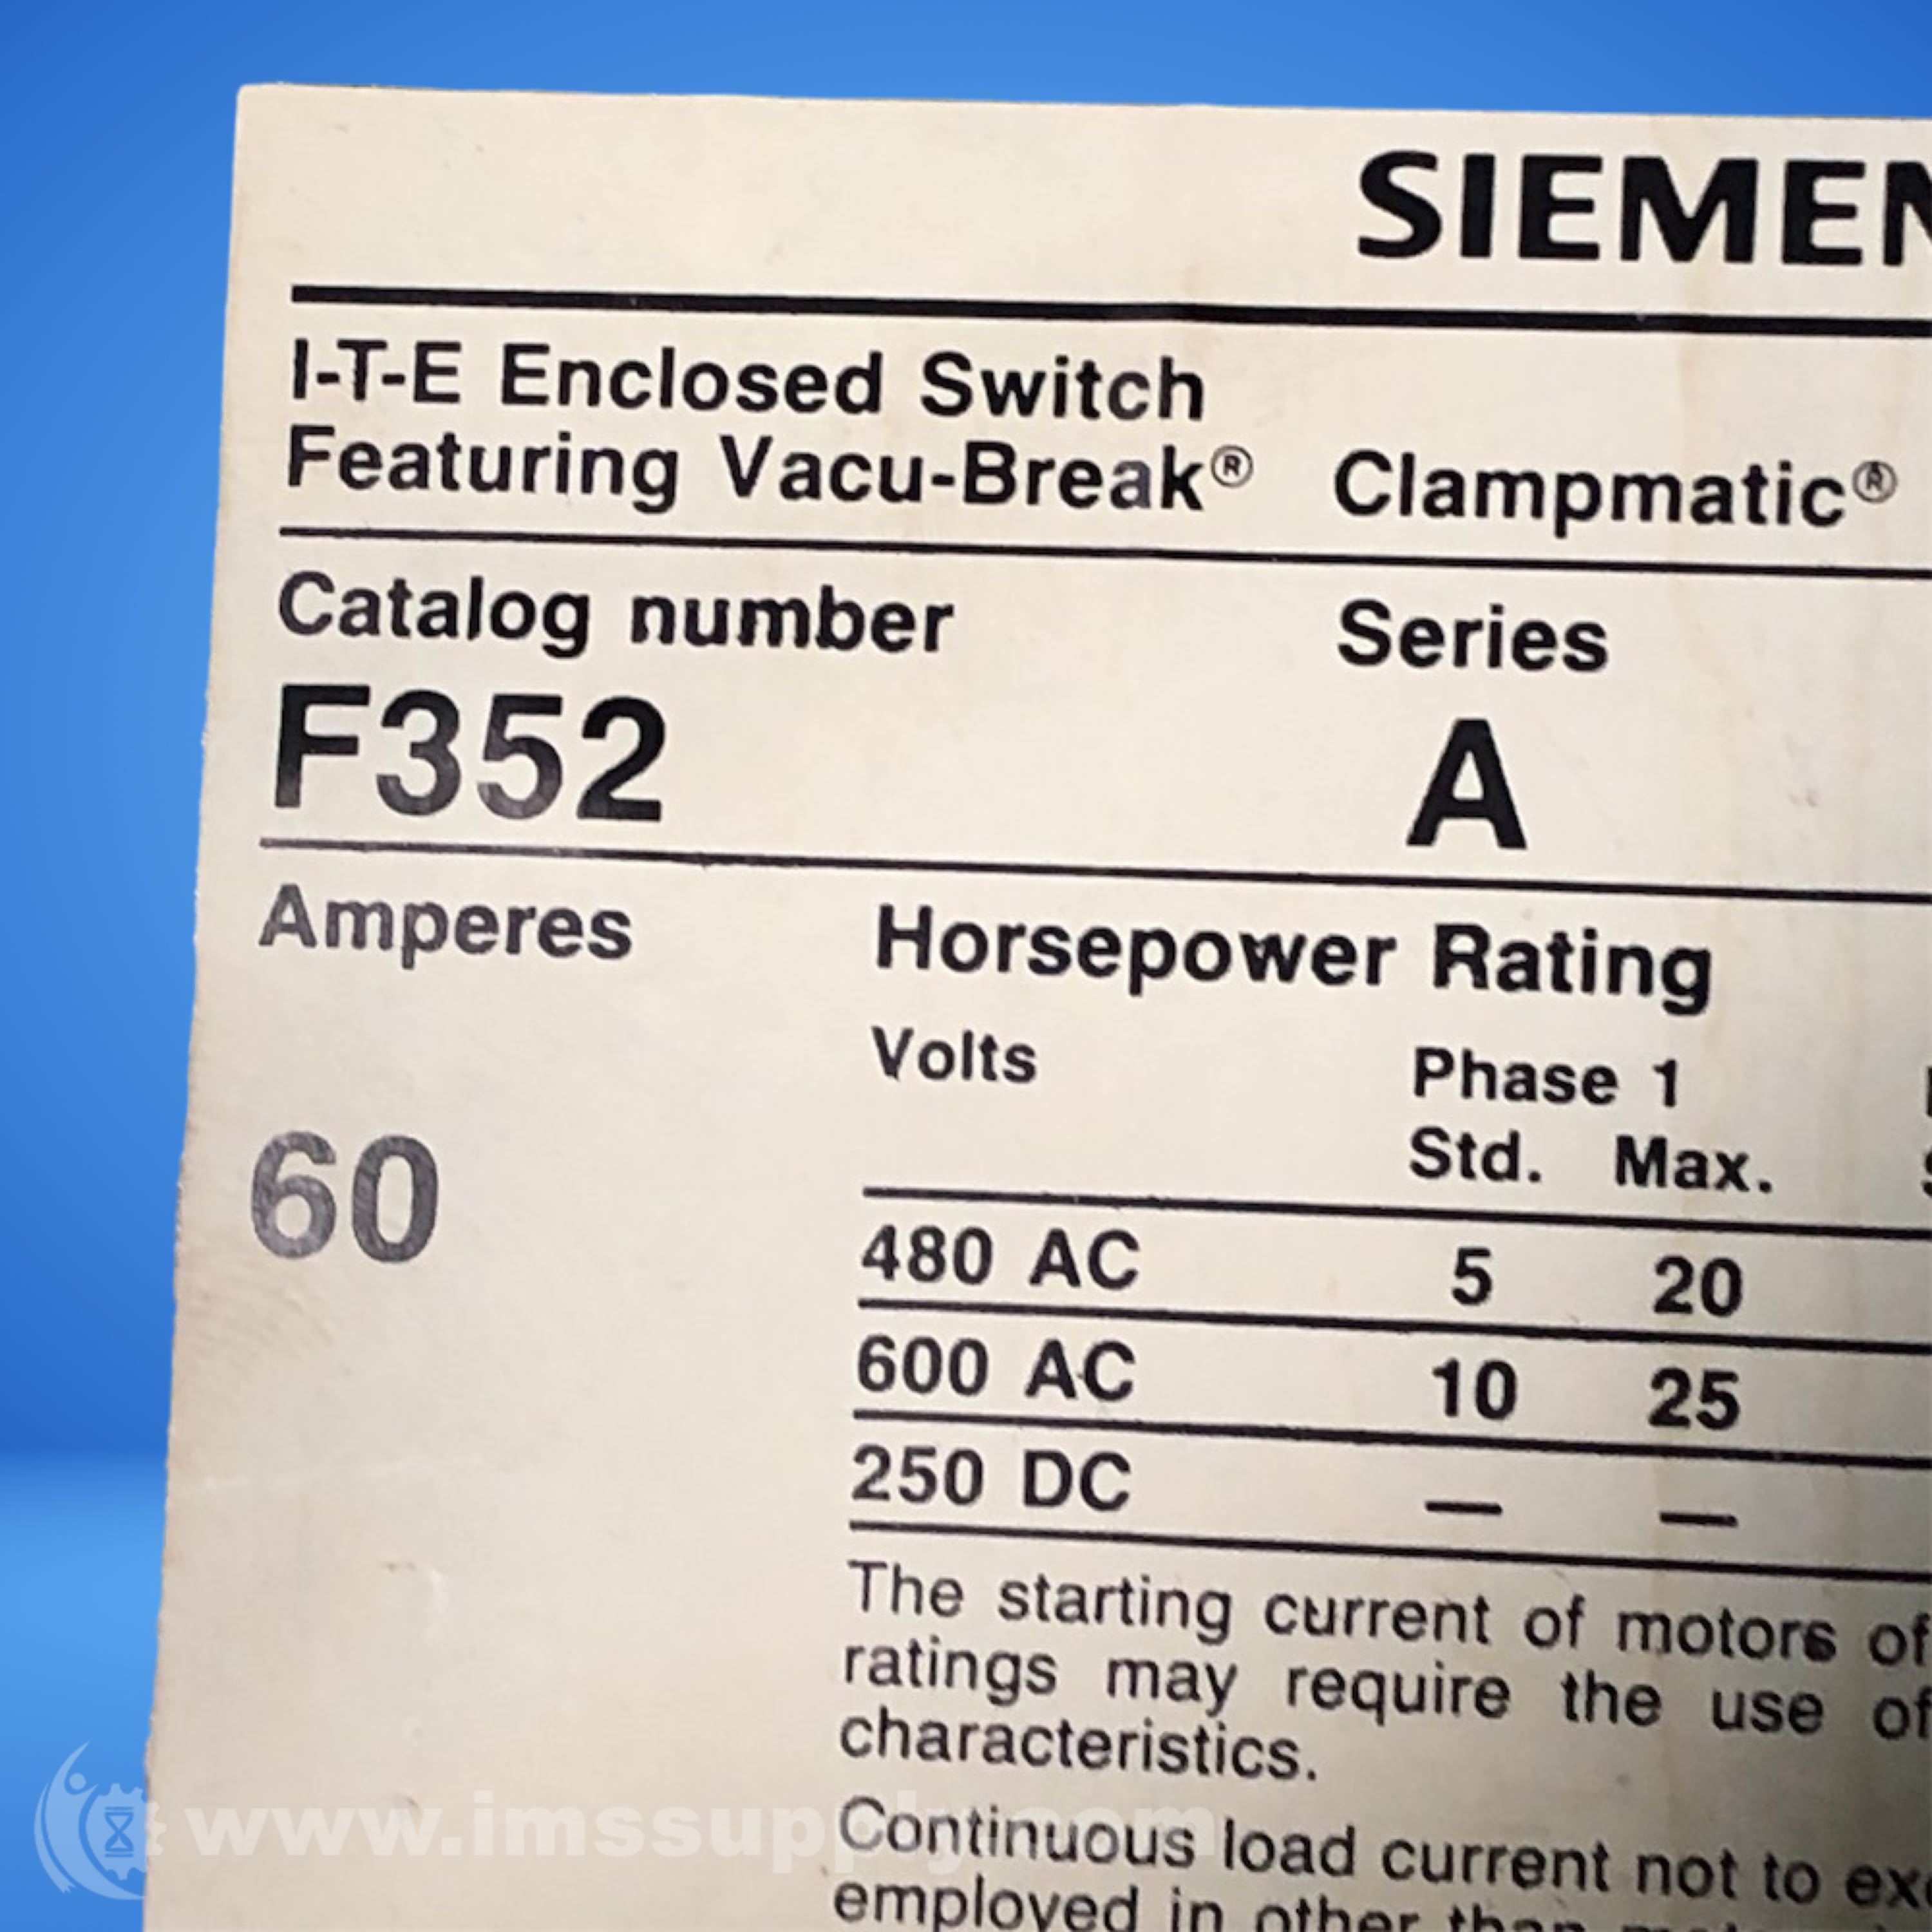 SIEMEN
I-T-E Enclosed Switch
Featuring Vacu-Break® Clampmatic®
Catalog number Series
F352 A
Amperes Horsepower Rating
Volts Phase 1
Std. Max.
60
480 AC 5 20
600 AC 10 25
250 DC — —
The starting current of motors of
ratings may require the use of
characteristics.
www.imssupply.com
Continuous load current not to ex
employed in other than